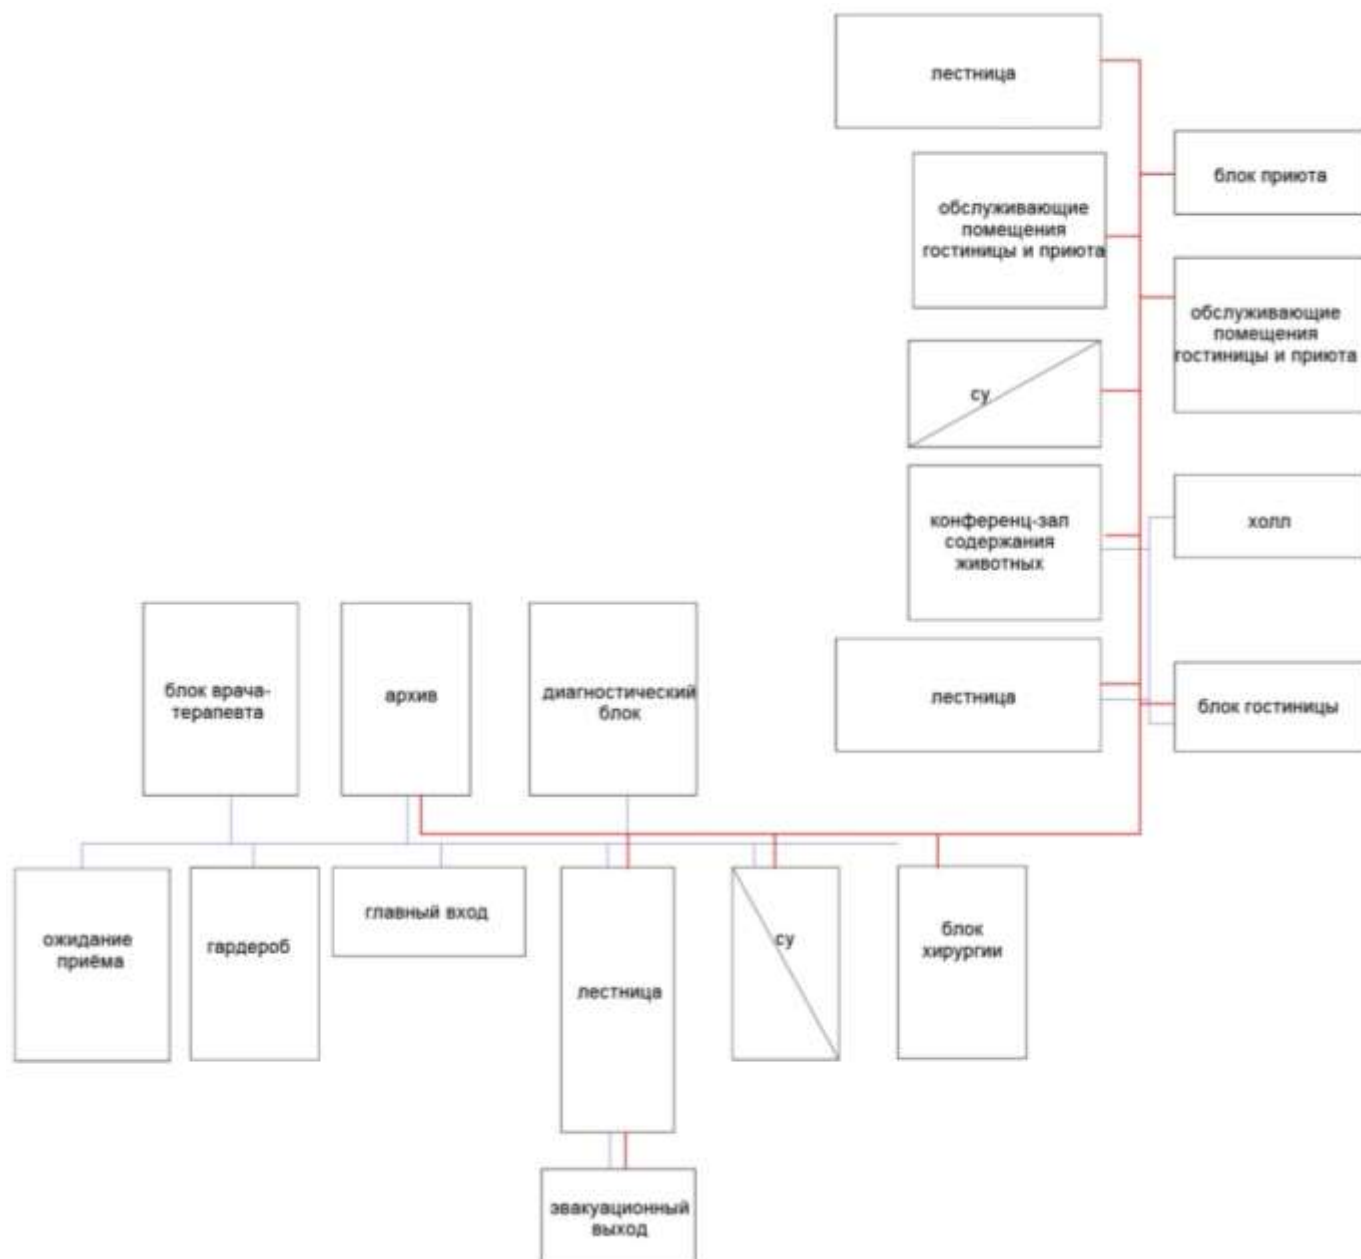 лестница
блок приюта
обслуживающие
помещения
гостиницы и приюта
обслуживающие
помещения
гостиницы и приюта
су
конференц-зал
содержания
животных
холл
лестница
блок гостиницы
блок врача-
терапевта
архив
диагностический
блок
ожидание
приёма
гардероб
главный вход
лестница
су
блок
хирургии
эвакуационный
выход